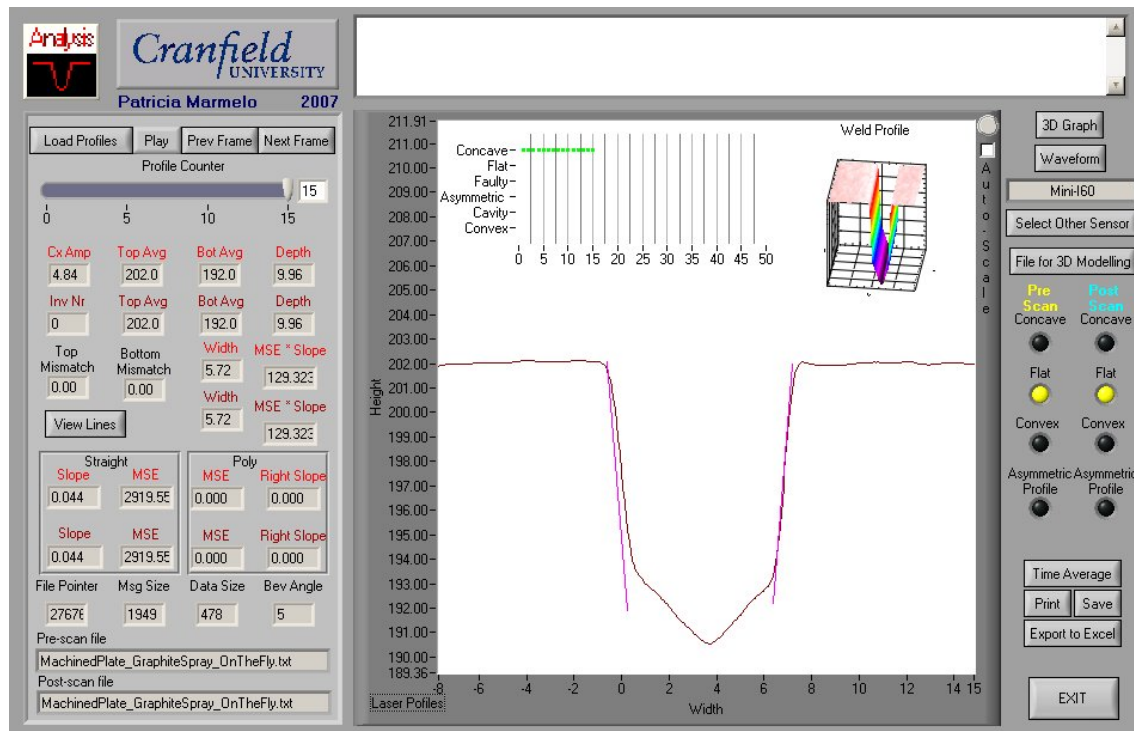 Analysis
Cranfield
UNIVERSITY
Patricia Marmelo 2007
Load Profiles Play Prev Frame Next Frame
Profile Counter
15
0 5 10 15
Cx Amp Top Avg Bot Avg Depth
4.84 202.0 192.0 9.96
Inv Nr Top Avg Bot Avg Depth
0 202.0 192.0 9.96
Top Mismatch Bottom Mismatch Width MSE * Slope
0.00 0.00 5.72 129.323
Width MSE * Slope
View Lines 5.72 129.323
Straight Poly
Slope MSE MSE Right Slope
0.044 2919.55 0.000 0.000
Slope MSE MSE Right Slope
0.044 2919.55 0.000 0.000
File Pointer Msg Size Data Size Bev Angle
27676 1949 478 5
Pre-scan file
MachinedPlate_GraphiteSpray_OnTheFly.txt
Post-scan file
MachinedPlate_GraphiteSpray_OnTheFly.txt
211.91
211.00
210.00
209.00
208.00
207.00
206.00
205.00
204.00
203.00
202.00
201.00
200.00
199.00
198.00
197.00
196.00
195.00
194.00
193.00
192.00
191.00
190.00
189.36
Height
-8 -6 -4 -2 0 2 4 6 8 10 12 14 15
Width
Laser Pofiles
Concave
Flat
Faulty
Asymmetric
Cavity
Convex
0 5 10 15 20 25 30 35 40 45 50
Weld Profile
Auto-Scale
3D Graph
Waveform
Mini-I60
Select Other Sensor
File for 3D Modelling
Pre Scan Post Scan
Concave Concave
Flat Flat
Convex Convex
Asymmetric Profile Asymmetric Profile
Time Average
Print Save
Export to Excel
EXIT